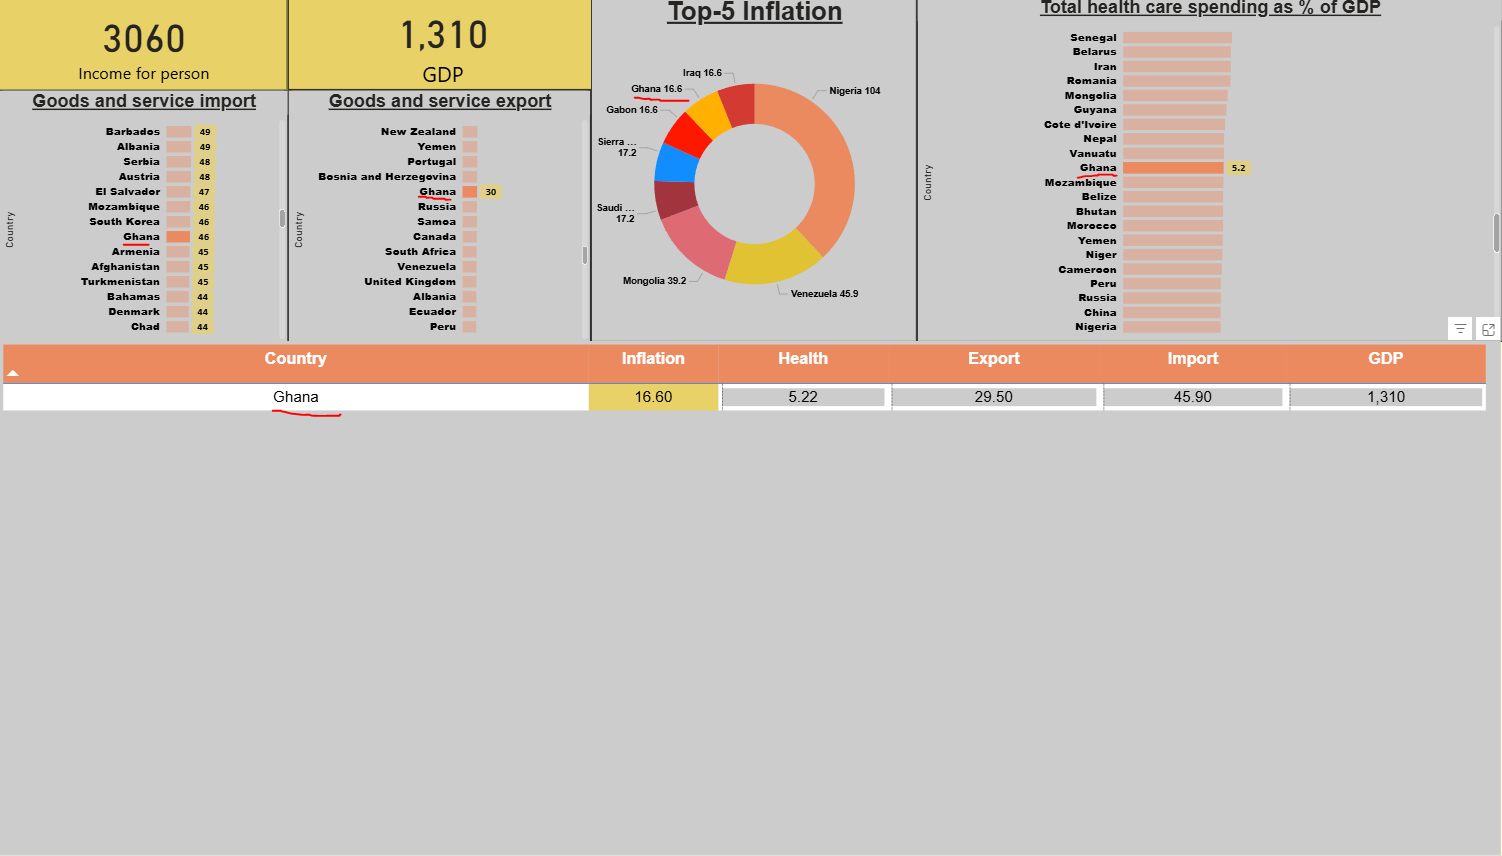 3060
Income for person
1,310
GDP
Goods and service import
Country
Barbados 49
Albania 49
Serbia 48
Austria 48
El Salvador 47
Mozambique 46
South Korea 46
Ghana 46
Armenia 45
Afghanistan 45
Turkmenistan 45
Bahamas 44
Denmark 44
Chad 44
Goods and service export
Country
New Zealand
Yemen
Portugal
Bosnia and Herzegovina
Ghana 30
Russia
Samoa
Canada
South Africa
Venezuela
United Kingdom
Albania
Ecuador
Peru
Top-5 Inflation
Iraq 16.6
Ghana 16.6
Gabon 16.6
Sierra ...
17.2
Saudi ...
17.2
Mongolia 39.2
Venezuela 45.9
Nigeria 104
Total health care spending as % of GDP
Country
Senegal
Belarus
Iran
Romania
Mongolia
Guyana
Cote d'Ivoire
Nepal
Vanuatu
Ghana 5.2
Mozambique
Belize
Bhutan
Morocco
Yemen
Niger
Cameroon
Peru
Russia
China
Nigeria
Country Inflation Health Export Import GDP
Ghana 16.60 5.22 29.50 45.90 1,310